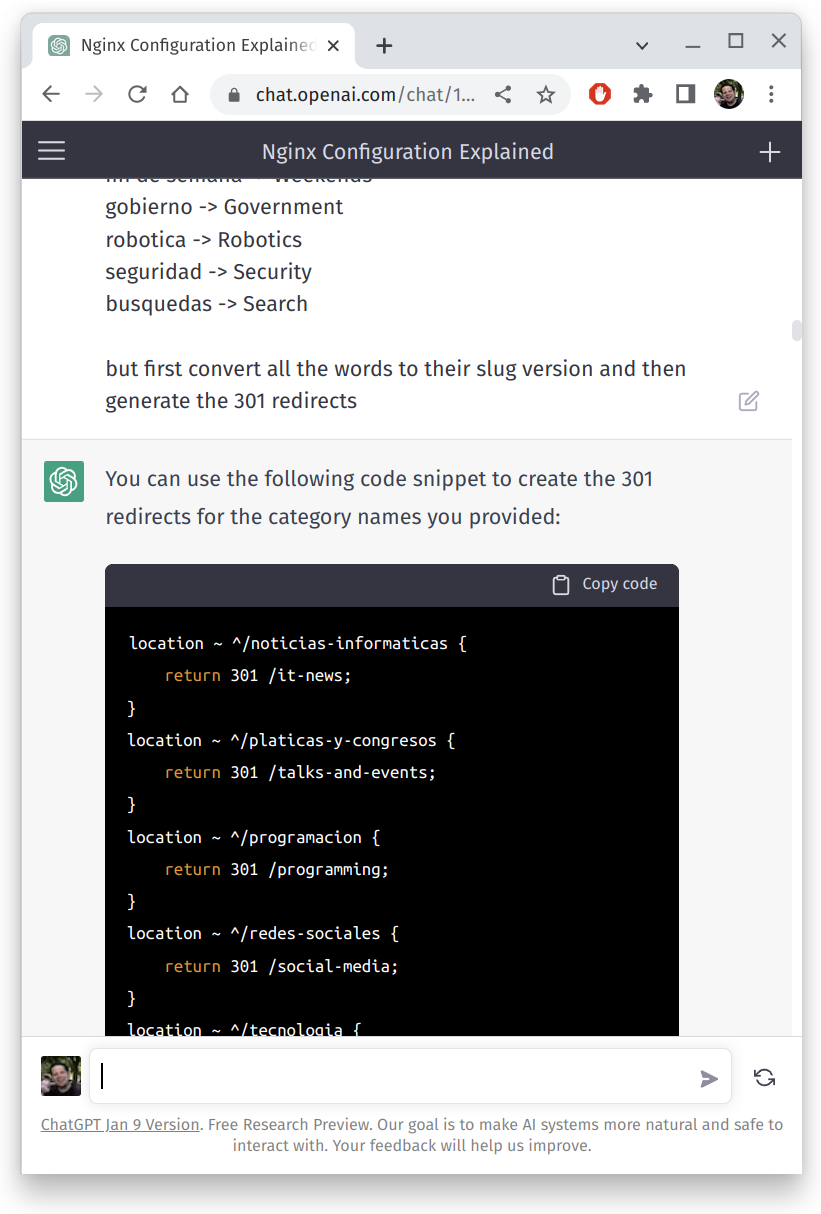 Nginx Configuration Explained
chat.openai.com/chat/1...
Nginx Configuration Explained
gobierno -> Government
robotica -> Robotics
seguridad -> Security
busquedas -> Search
but first convert all the words to their slug version and then
generate the 301 redirects
You can use the following code snippet to create the 301
redirects for the category names you provided:
Copy code
location ~ ^/noticias-informaticas {
return 301 /it-news;
}
location ~ ^/platicas-y-congresos {
return 301 /talks-and-events;
}
location ~ ^/programacion {
return 301 /programming;
}
location ~ ^/redes-sociales {
return 301 /social-media;
}
location ~ ^/tecnologia {
ChatGPT Jan 9 Version. Free Research Preview. Our goal is to make AI systems more natural and safe to
interact with. Your feedback will help us improve.